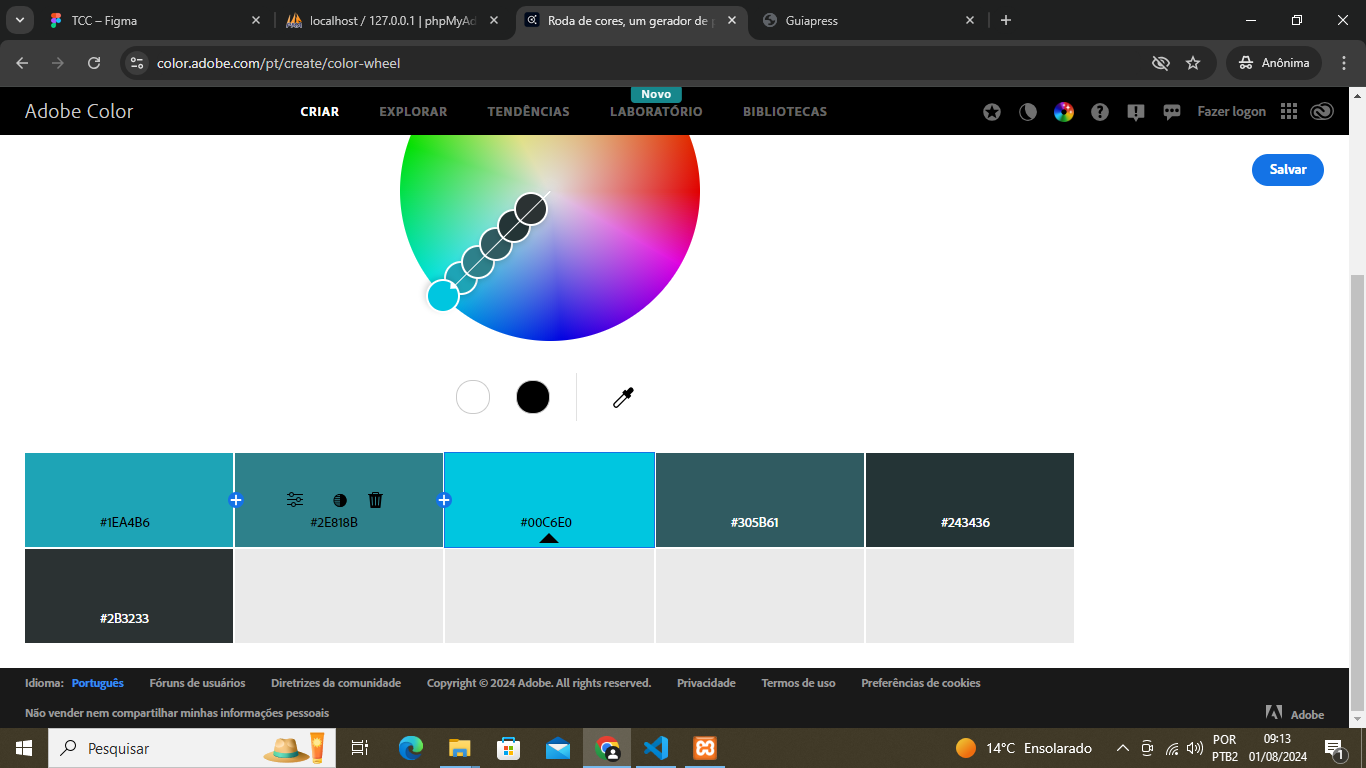 TCC – Figma
localhost / 127.0.0.1 | phpMyAd
Roda de cores, um gerador de p
Guiapress
color.adobe.com/pt/create/color-wheel
Anônima
Novo
Adobe Color CRIAR EXPLORAR TENDÊNCIAS LABORATÓRIO BIBLIOTECAS Fazer logon
Salvar
#1EA4B6 #2E818B #00C6E0 #305B61 #243436
#2B3233
Idioma: Português Fóruns de usuários Diretrizes da comunidade Copyright © 2024 Adobe. All rights reserved. Privacidade Termos de uso Preferências de cookies
Não vender nem compartilhar minhas informações pessoais Adobe
Pesquisar
14°C Ensolarado
POR
PTB2
09:13
01/08/2024
1